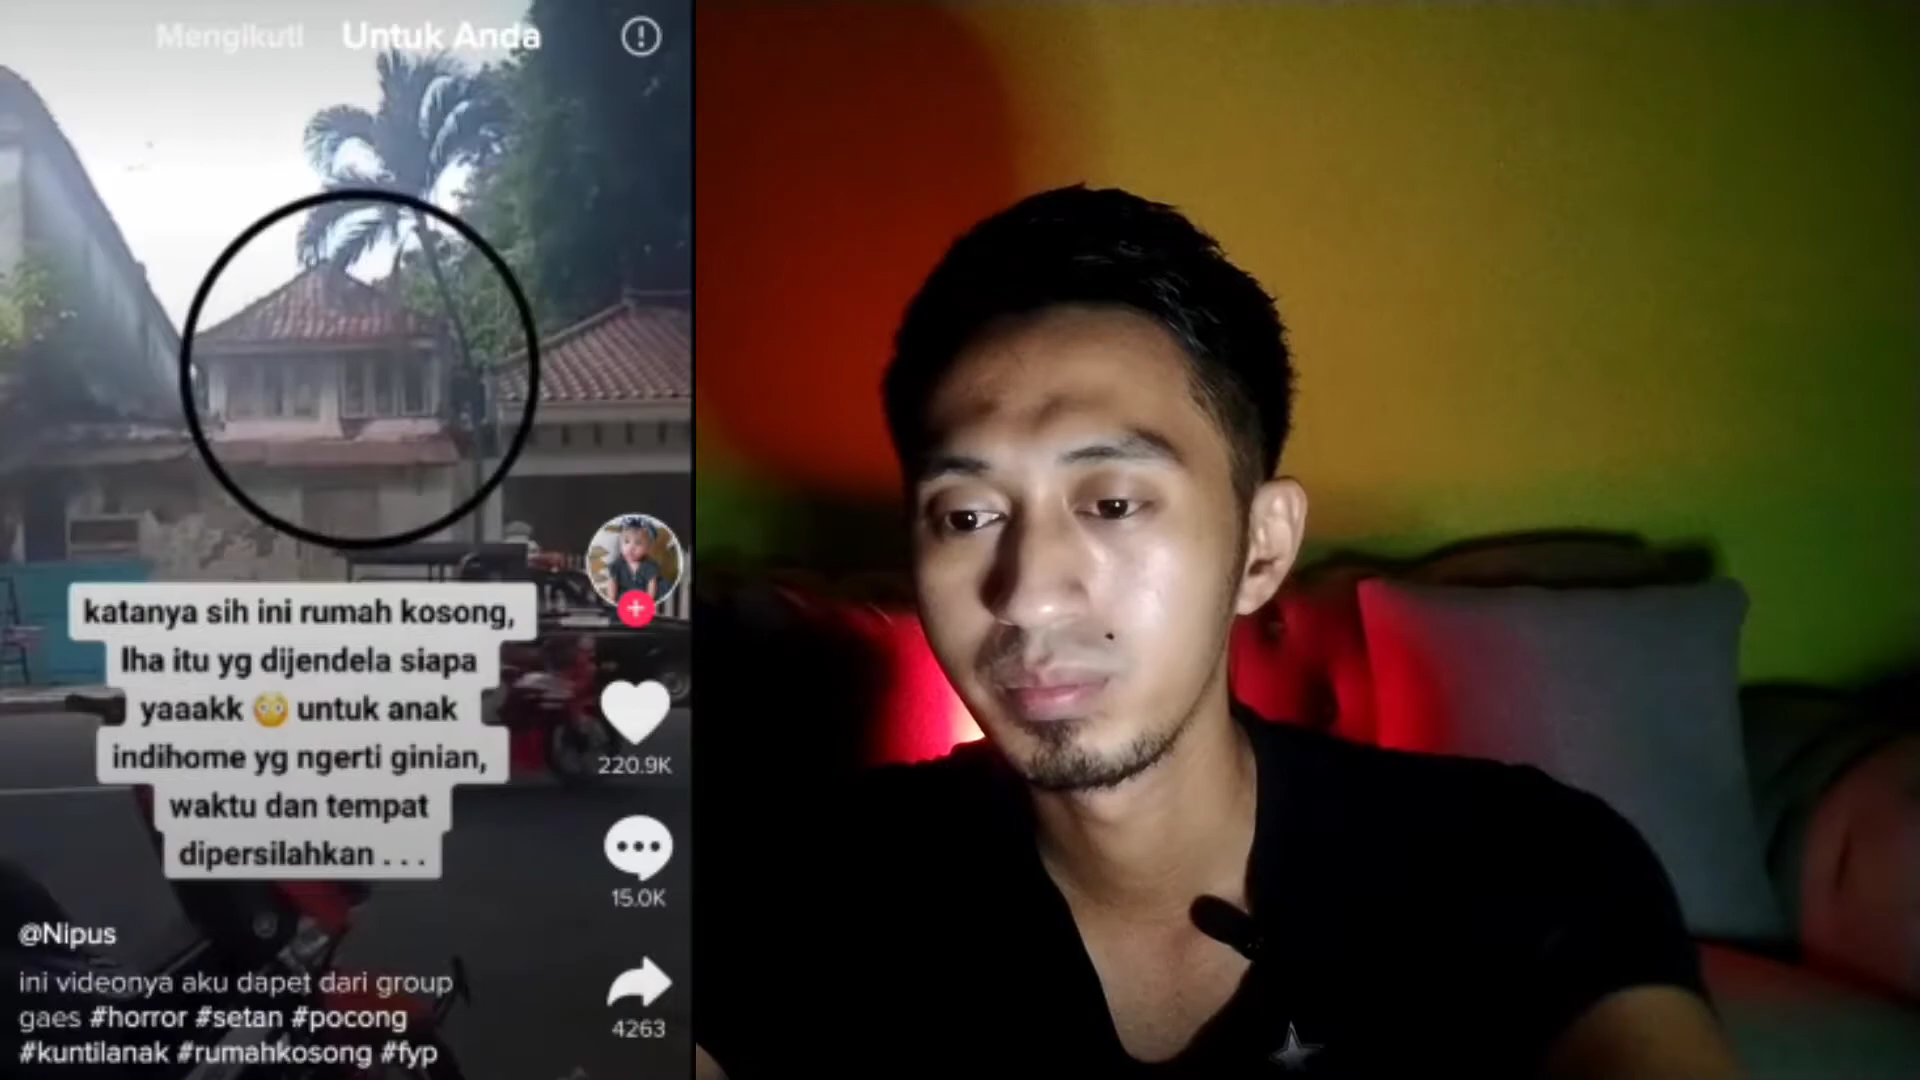 Mengikuti Untuk Anda
katanya sih ini rumah kosong,
lha itu yg dijendela siapa
yaaakk 😳 untuk anak
indihome yg ngerti ginian,
waktu dan tempat
dipersilahkan . . .
220.9K
15.0K
4263
@Nipus
ini videonya aku dapet dari group
gaes #horror #setan #pocong
#kuntilanak #rumahkosong #fyp